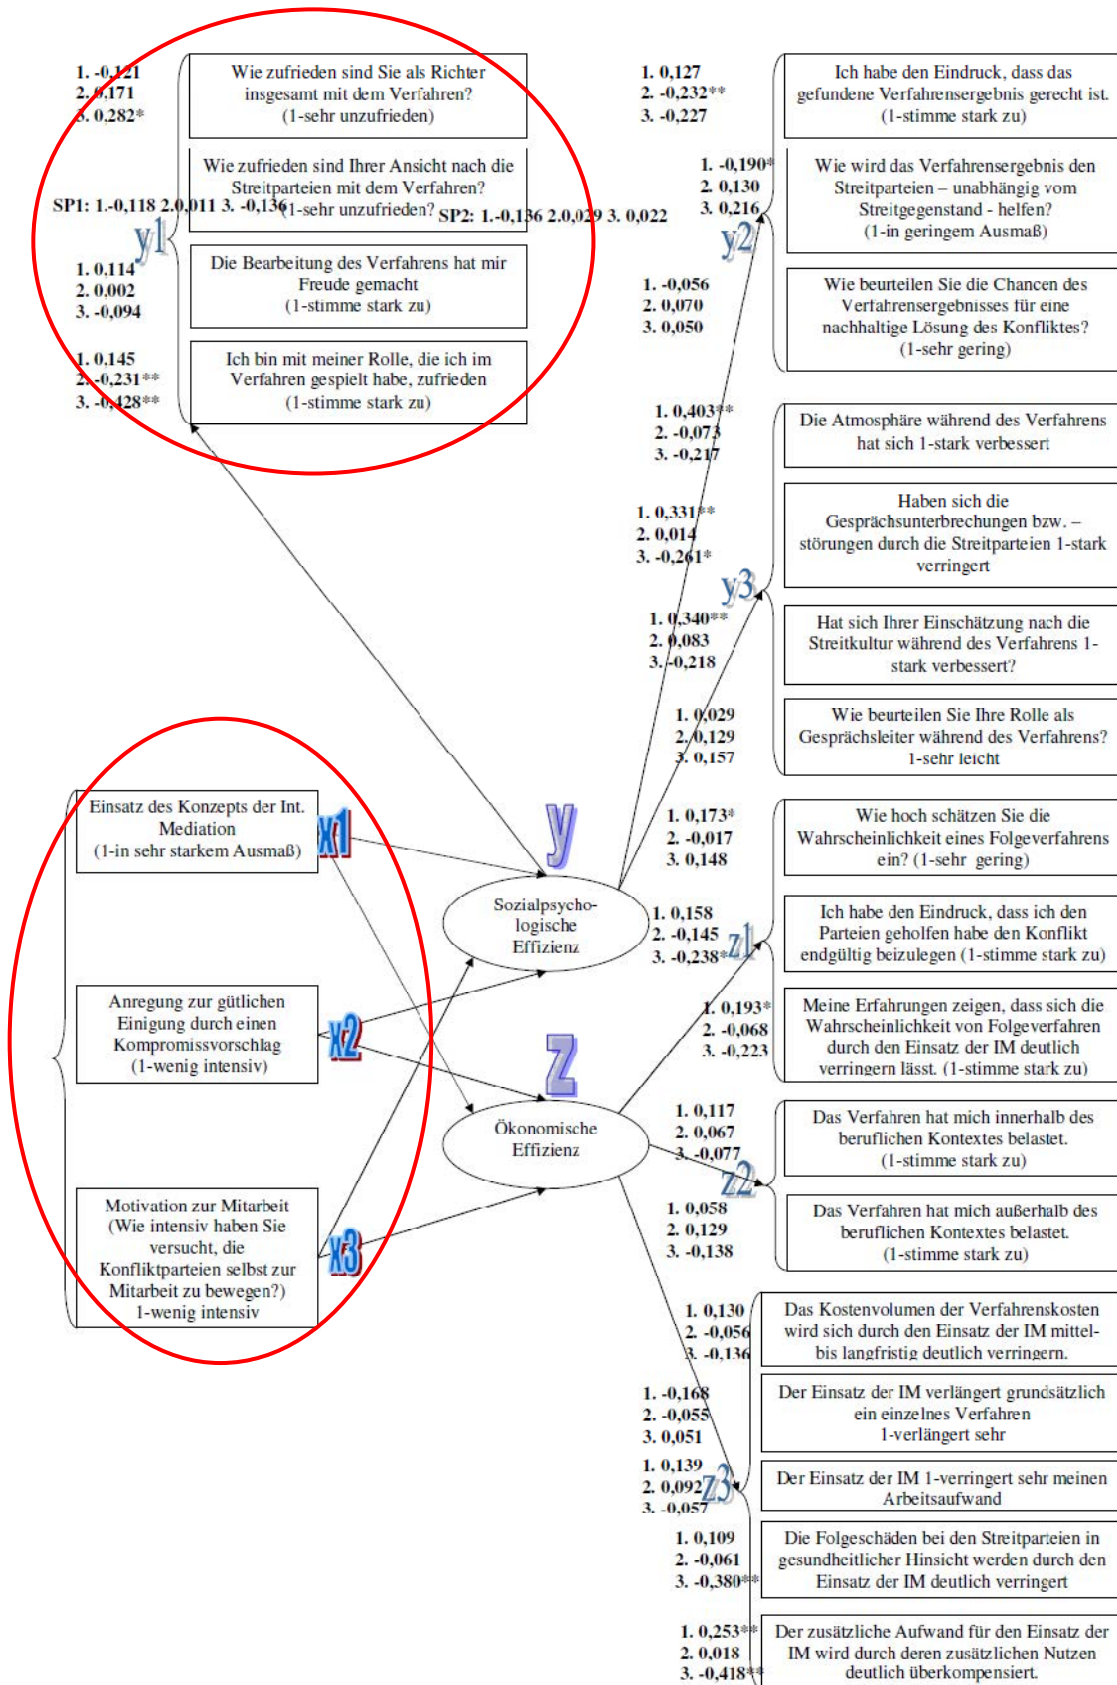 1. -0,121
2. 0,171
3. 0,282*
Wie zufrieden sind Sie als Richter
insgesamt mit dem Verfahren?
(1-sehr unzufrieden)
Wie zufrieden sind Ihrer Ansicht nach die
Streitparteien mit dem Verfahren?
(1-sehr unzufrieden?
SP1: 1.-0,118 2.0,011 3. -0,136
SP2: 1.-0,136 2.0,029 3. 0,022
y1
1. 0,114
2. 0,002
3. -0,094
Die Bearbeitung des Verfahrens hat mir
Freude gemacht
(1-stimme stark zu)
1. 0,145
2. -0,231**
3. -0,428**
Ich bin mit meiner Rolle, die ich im
Verfahren gespielt habe, zufrieden
(1-stimme stark zu)
1. 0,127
2. -0,232**
3. -0,227
Ich habe den Eindruck, dass das
gefundene Verfahrensergebnis gerecht ist.
(1-stimme stark zu)
1. -0,190*
2. 0,130
3. 0,216
y2
Wie wird das Verfahrensergebnis den
Streitparteien – unabhängig vom
Streitgegenstand - helfen?
(1-in geringem Ausmaß)
1. -0,056
2. 0,070
3. 0,050
Wie beurteilen Sie die Chancen des
Verfahrensergebnisses für eine
nachhaltige Lösung des Konfliktes?
(1-sehr gering)
1. 0,403**
2. -0,073
3. -0,217
Die Atmosphäre während des Verfahrens
hat sich 1-stark verbessert
1. 0,331**
2. 0,014
3. -0,261*
y3
Haben sich die
Gesprächsunterbrechungen bzw. –
störungen durch die Streitparteien 1-stark
verringert
1. 0,340**
2. 0,083
3. -0,218
Hat sich Ihrer Einschätzung nach die
Streitkultur während des Verfahrens 1-
stark verbessert?
1. 0,029
2. 0,129
3. 0,157
Wie beurteilen Sie Ihre Rolle als
Gesprächsleiter während des Verfahrens?
1-sehr leicht
Einsatz des Konzepts der Int.
Mediation
(1-in sehr starkem Ausmaß)
x1
Anregung zur gütlichen
Einigung durch einen
Kompromissvorschlag
(1-wenig intensiv)
x2
Motivation zur Mitarbeit
(Wie intensiv haben Sie
versucht, die
Konfliktparteien selbst zur
Mitarbeit zu bewegen?)
1-wenig intensiv
x3
y
Sozialpsycho-
logische
Effizienz
z
Ökonomische
Effizienz
1. 0,173*
2. -0,017
3. 0,148
Wie hoch schätzen Sie die
Wahrscheinlichkeit eines Folgeverfahrens
ein? (1-sehr gering)
1. 0,158
2. -0,145
3. -0,238*
z1
Ich habe den Eindruck, dass ich den
Parteien geholfen habe den Konflikt
endgültig beizulegen (1-stimme stark zu)
1. 0,193*
2. -0,068
3. -0,223
Meine Erfahrungen zeigen, dass sich die
Wahrscheinlichkeit von Folgeverfahren
durch den Einsatz der IM deutlich
verringern lässt. (1-stimme stark zu)
1. 0,117
2. 0,067
3. -0,077
z2
Das Verfahren hat mich innerhalb des
beruflichen Kontextes belastet.
(1-stimme stark zu)
1. 0,058
2. 0,129
3. -0,138
Das Verfahren hat mich außerhalb des
beruflichen Kontextes belastet.
(1-stimme stark zu)
1. 0,130
2. -0,056
3. -0,136
Das Kostenvolumen der Verfahrenskosten
wird sich durch den Einsatz der IM mittel-
bis langfristig deutlich verringern.
1. -0,168
2. -0,055
3. 0,051
Der Einsatz der IM verlängert grundsätzlich
ein einzelnes Verfahren
1-verlängert sehr
1. 0,139
2. 0,092
3. -0,057
z3
Der Einsatz der IM 1-verringert sehr meinen
Arbeitsaufwand
1. 0,109
2. -0,061
3. -0,380**
Die Folgeschäden bei den Streitparteien in
gesundheitlicher Hinsicht werden durch den
Einsatz der IM deutlich verringert
1. 0,253**
2. 0,018
3. -0,418**
Der zusätzliche Aufwand für den Einsatz der
IM wird durch deren zusätzlichen Nutzen
deutlich überkompensiert.